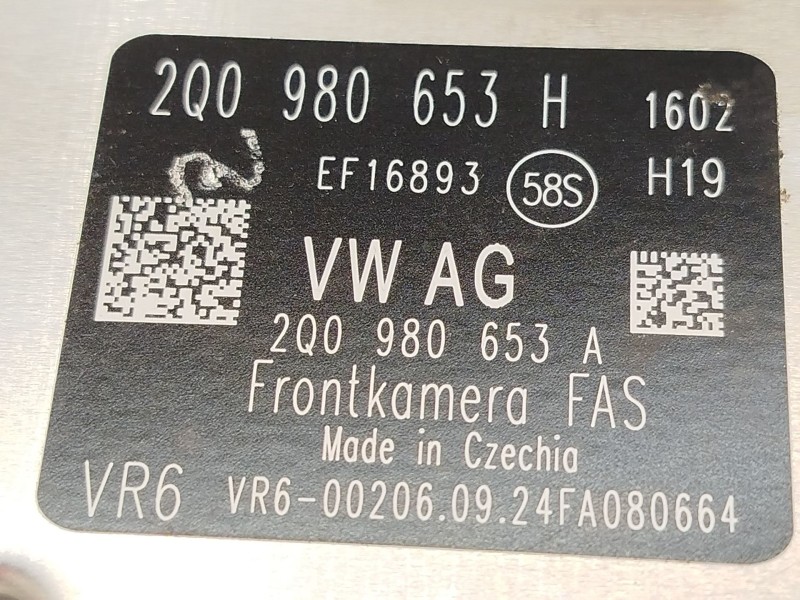 2Q0 980 653 H 1602
EF16893 58S H19
VW AG
2Q0 980 653 A
Frontkamera FAS
Made in Czechia
VR6 VR6-00206.09.24FA080664